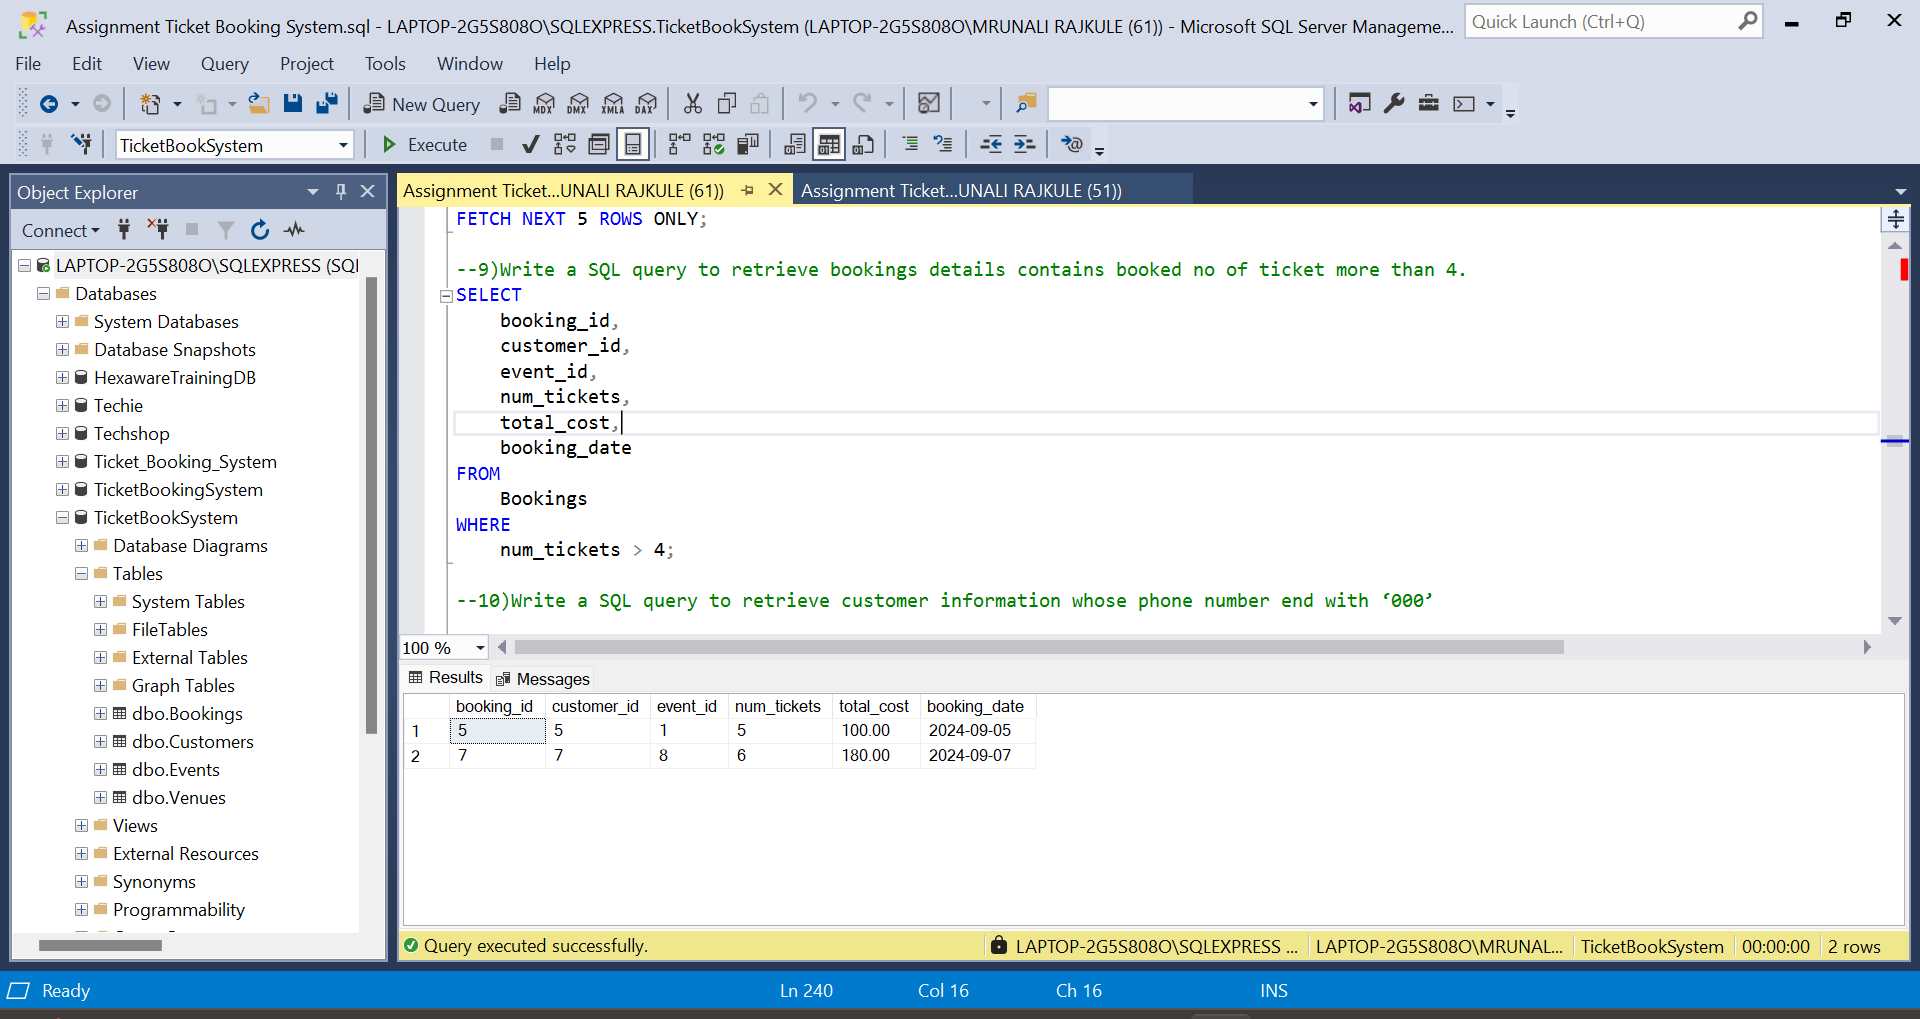 Assignment Ticket Booking System.sql - LAPTOP-2G5S808O\SQLEXPRESS.TicketBookSystem (LAPTOP-2G5S808O\MRUNALI RAJKULE (61)) - Microsoft SQL Server Manageme...
Quick Launch (Ctrl+Q)
File Edit View Query Project Tools Window Help
New Query MDX DMX XMLA DAX
TicketBookSystem Execute
Object Explorer
Assignment Ticket...UNALI RAJKULE (61))
Assignment Ticket...UNALI RAJKULE (51))
Connect
LAPTOP-2G5S808O\SQLEXPRESS (SQl
Databases
System Databases
Database Snapshots
HexawareTrainingDB
Techie
Techshop
Ticket_Booking_System
TicketBookingSystem
TicketBookSystem
Database Diagrams
Tables
System Tables
FileTables
External Tables
Graph Tables
dbo.Bookings
dbo.Customers
dbo.Events
dbo.Venues
Views
External Resources
Synonyms
Programmability
FETCH NEXT 5 ROWS ONLY;
--9)Write a SQL query to retrieve bookings details contains booked no of ticket more than 4.
SELECT
booking_id,
customer_id,
event_id,
num_tickets,
total_cost,
booking_date
FROM
Bookings
WHERE
num_tickets > 4;
--10)Write a SQL query to retrieve customer information whose phone number end with ‘000’
100 %
Results Messages
booking_id customer_id event_id num_tickets total_cost booking_date
1 5 5 1 5 100.00 2024-09-05
2 7 7 8 6 180.00 2024-09-07
Query executed successfully.
LAPTOP-2G5S808O\SQLEXPRESS ... LAPTOP-2G5S808O\MRUNAL... TicketBookSystem 00:00:00 2 rows
Ready Ln 240 Col 16 Ch 16 INS